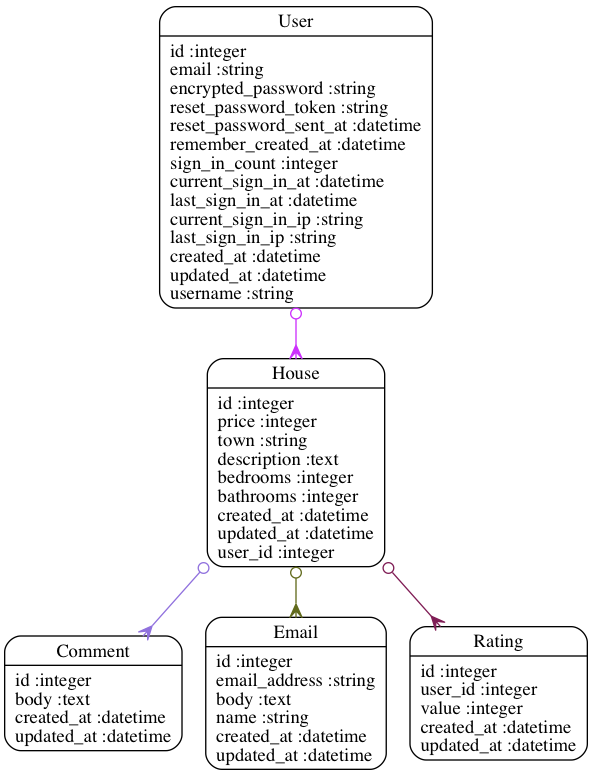 User
id :integer
email :string
encrypted_password :string
reset_password_token :string
reset_password_sent_at :datetime
remember_created_at :datetime
sign_in_count :integer
current_sign_in_at :datetime
last_sign_in_at :datetime
current_sign_in_ip :string
last_sign_in_ip :string
created_at :datetime
updated_at :datetime
username :string
House
id :integer
price :integer
town :string
description :text
bedrooms :integer
bathrooms :integer
created_at :datetime
updated_at :datetime
user_id :integer
Comment
id :integer
body :text
created_at :datetime
updated_at :datetime
Email
id :integer
email_address :string
body :text
name :string
created_at :datetime
updated_at :datetime
Rating
id :integer
user_id :integer
value :integer
created_at :datetime
updated_at :datetime